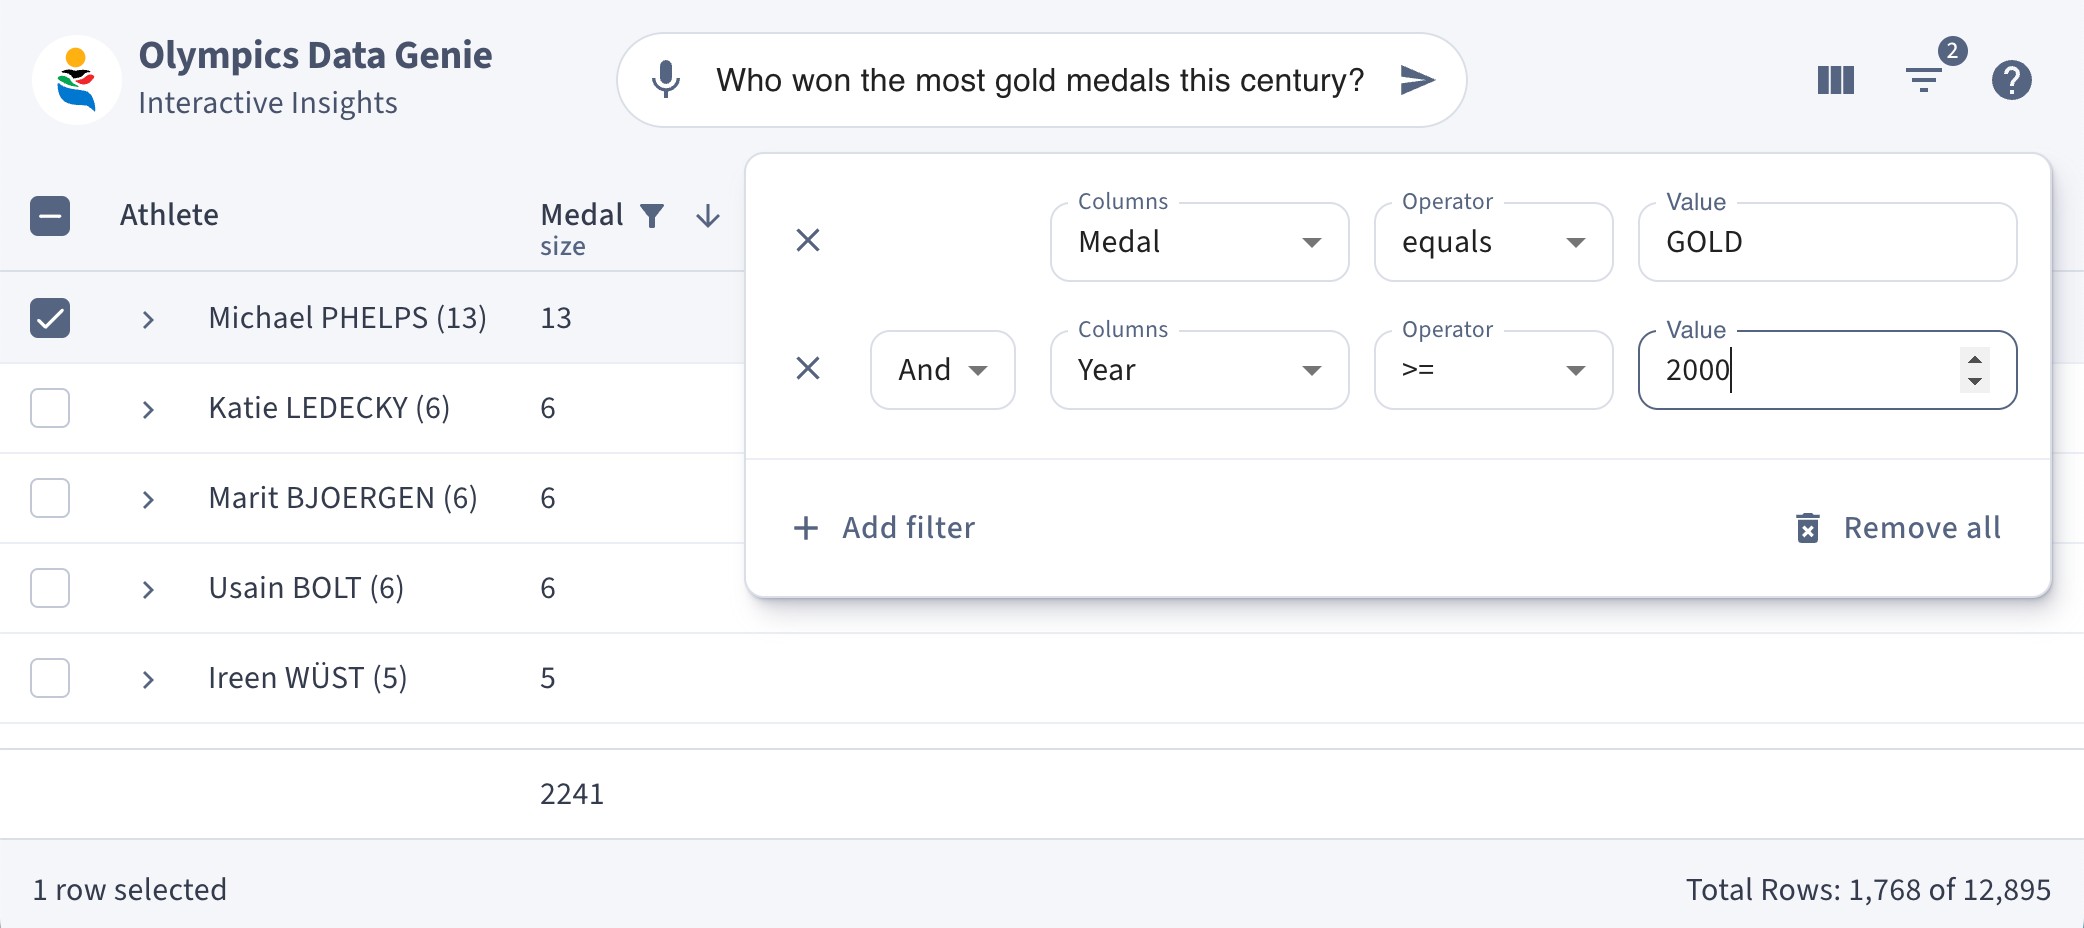 Olympics Data Genie
Interactive Insights
Who won the most gold medals this century?
2
?
Athlete
Medal
size
Columns
Medal
Operator
equals
Value
GOLD
And
Columns
Year
Operator
>=
Value
2000
Add filter
Remove all
Michael PHELPS (13) 13
Katie LEDECKY (6) 6
Marit BJOERGEN (6) 6
Usain BOLT (6) 6
Ireen WÜST (5) 5
2241
1 row selected
Total Rows: 1,768 of 12,895